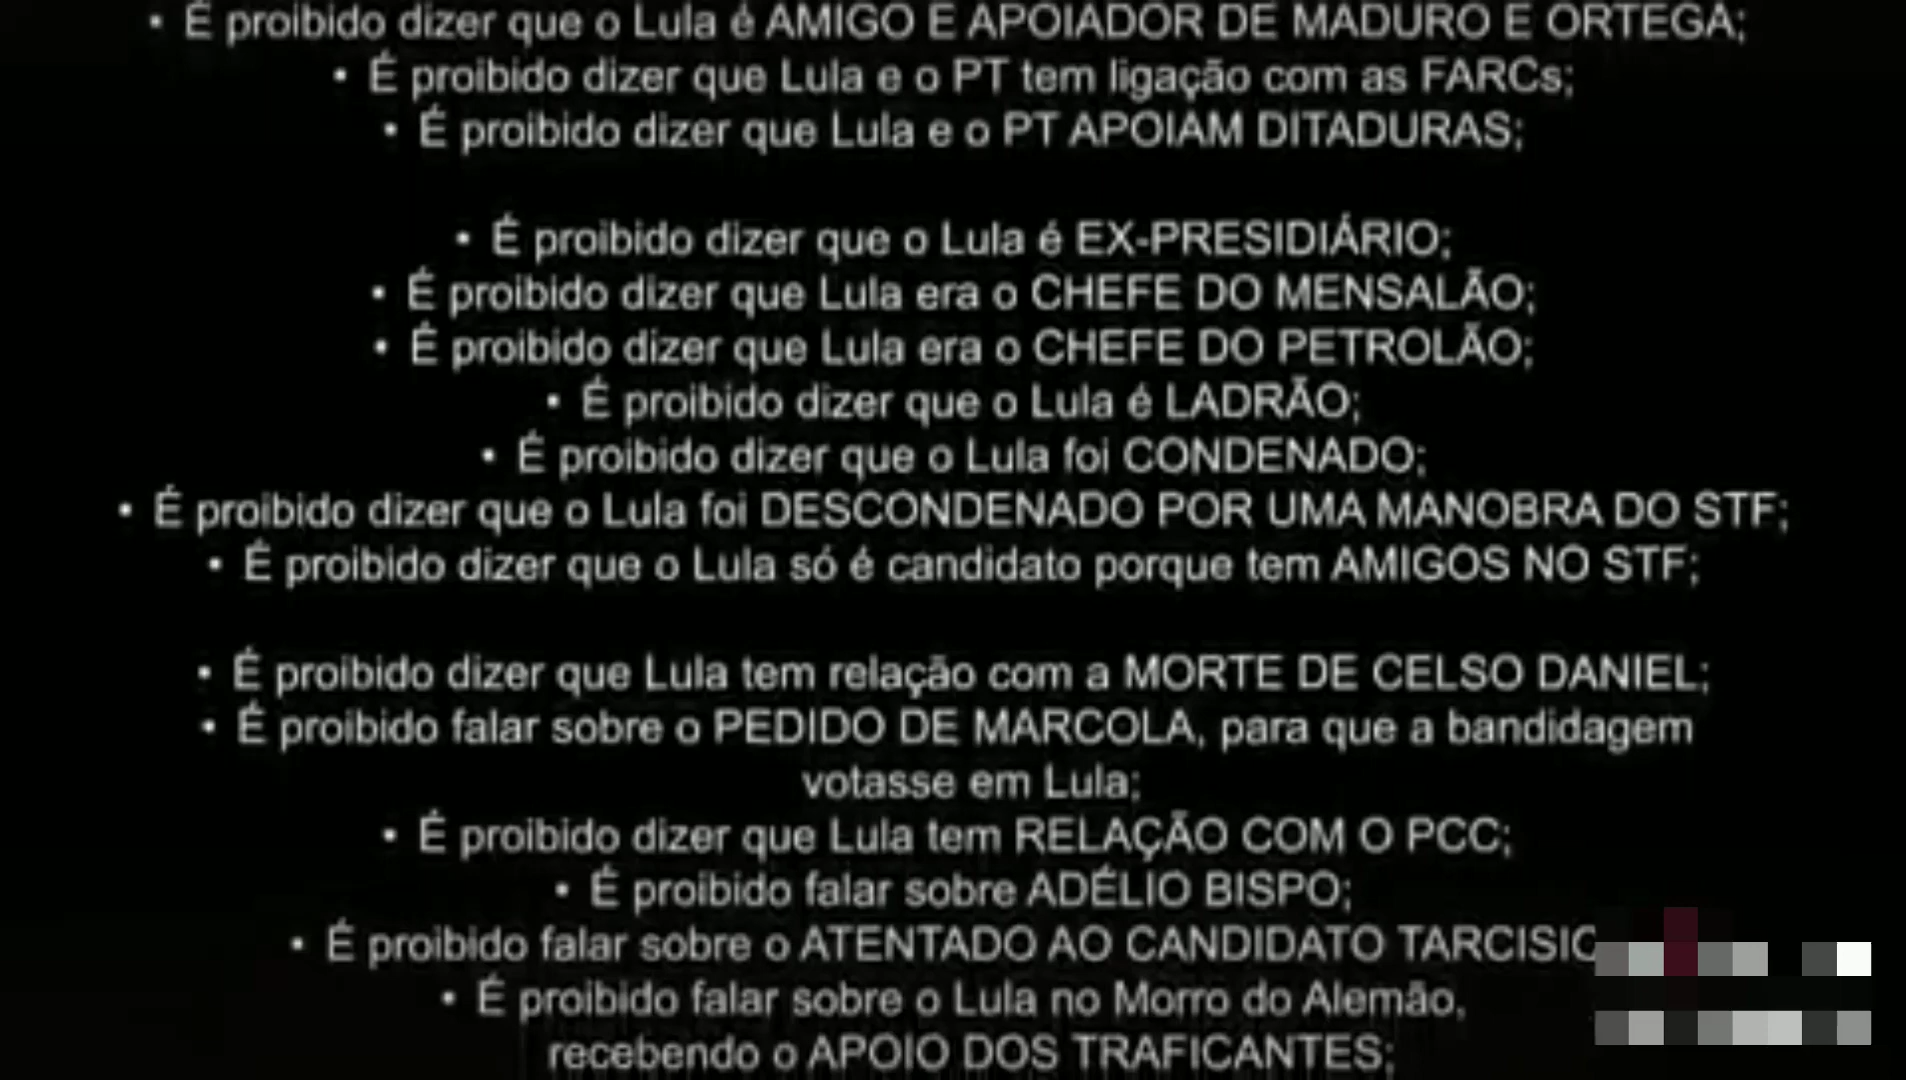 • É proibido dizer que o Lula é AMIGO E APOIADOR DE MADURO E ORTEGA;
• É proibido dizer que Lula e o PT tem ligação com as FARCs;
• É proibido dizer que Lula e o PT APOIAM DITADURAS;
• É proibido dizer que o Lula é EX-PRESIDIÁRIO;
• É proibido dizer que Lula era o CHEFE DO MENSALÃO;
• É proibido dizer que Lula era o CHEFE DO PETROLÃO;
• É proibido dizer que o Lula é LADRÃO;
• É proibido dizer que o Lula foi CONDENADO;
• É proibido dizer que o Lula foi DESCONDENADO POR UMA MANOBRA DO STF;
• É proibido dizer que o Lula só é candidato porque tem AMIGOS NO STF;
• É proibido dizer que Lula tem relação com a MORTE DE CELSO DANIEL;
• É proibido falar sobre o PEDIDO DE MARCOLA, para que a bandidagem
votasse em Lula;
• É proibido dizer que Lula tem RELAÇÃO COM O PCC;
• É proibido falar sobre ADÉLIO BISPO;
• É proibido falar sobre o ATENTADO AO CANDIDATO
• É proibido falar sobre o Lula no Morro do Alemão,
recebendo o APOIO DOS TRAFICANTES;